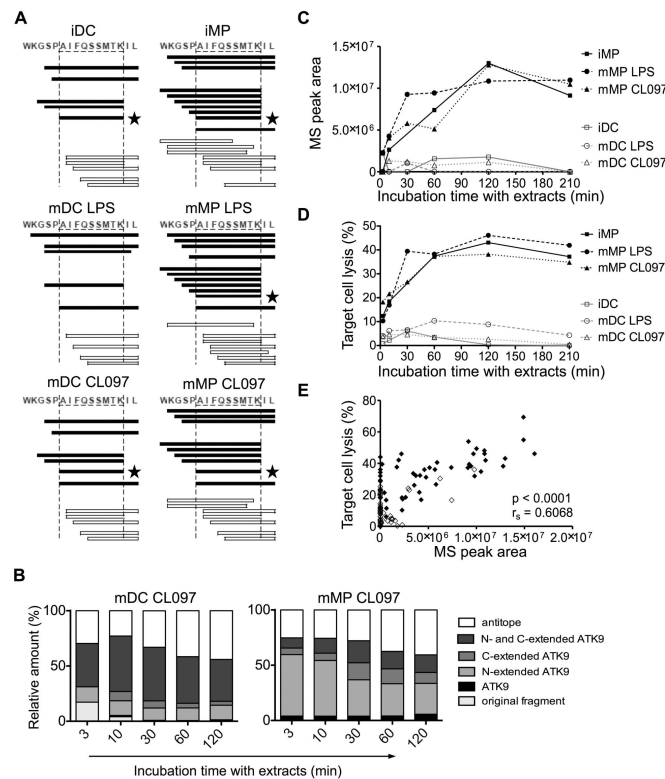 A
iDC
iMP
WKGSPAIFQSSMTKIL
WKGSPAIFQSSMTKIL
mDC LPS
mMP LPS
WKGSPAIFQSSMTKIL
WKGSPAIFQSSMTKIL
mDC CL097
mMP CL097
WKGSPAIFQSSMTKIL
WKGSPAIFQSSMTKIL
B
mDC CL097
mMP CL097
Relative amount (%)
100
50
0
3 10 30 60 120
100
50
0
3 10 30 60 120
Incubation time with extracts (min)
antitope
N- and C-extended ATK9
C-extended ATK9
N-extended ATK9
ATK9
original fragment
C
MS peak area
1.5×10⁷
1.0×10⁷
5.0×10⁶
0
0 30 60 90 120 150 180 210
Incubation time with extracts (min)
iMP
mMP LPS
mMP CL097
iDC
mDC LPS
mDC CL097
D
Target cell lysis (%)
50
40
30
20
10
0
0 30 60 90 120 150 180 210
Incubation time with extracts (min)
iMP
mMP LPS
mMP CL097
iDC
mDC LPS
mDC CL097
E
Target cell lysis (%)
80
60
40
20
0
0 5.0×10⁶ 1.0×10⁷ 1.5×10⁷ 2.0×10⁷
MS peak area
p < 0.0001
rₛ = 0.6068